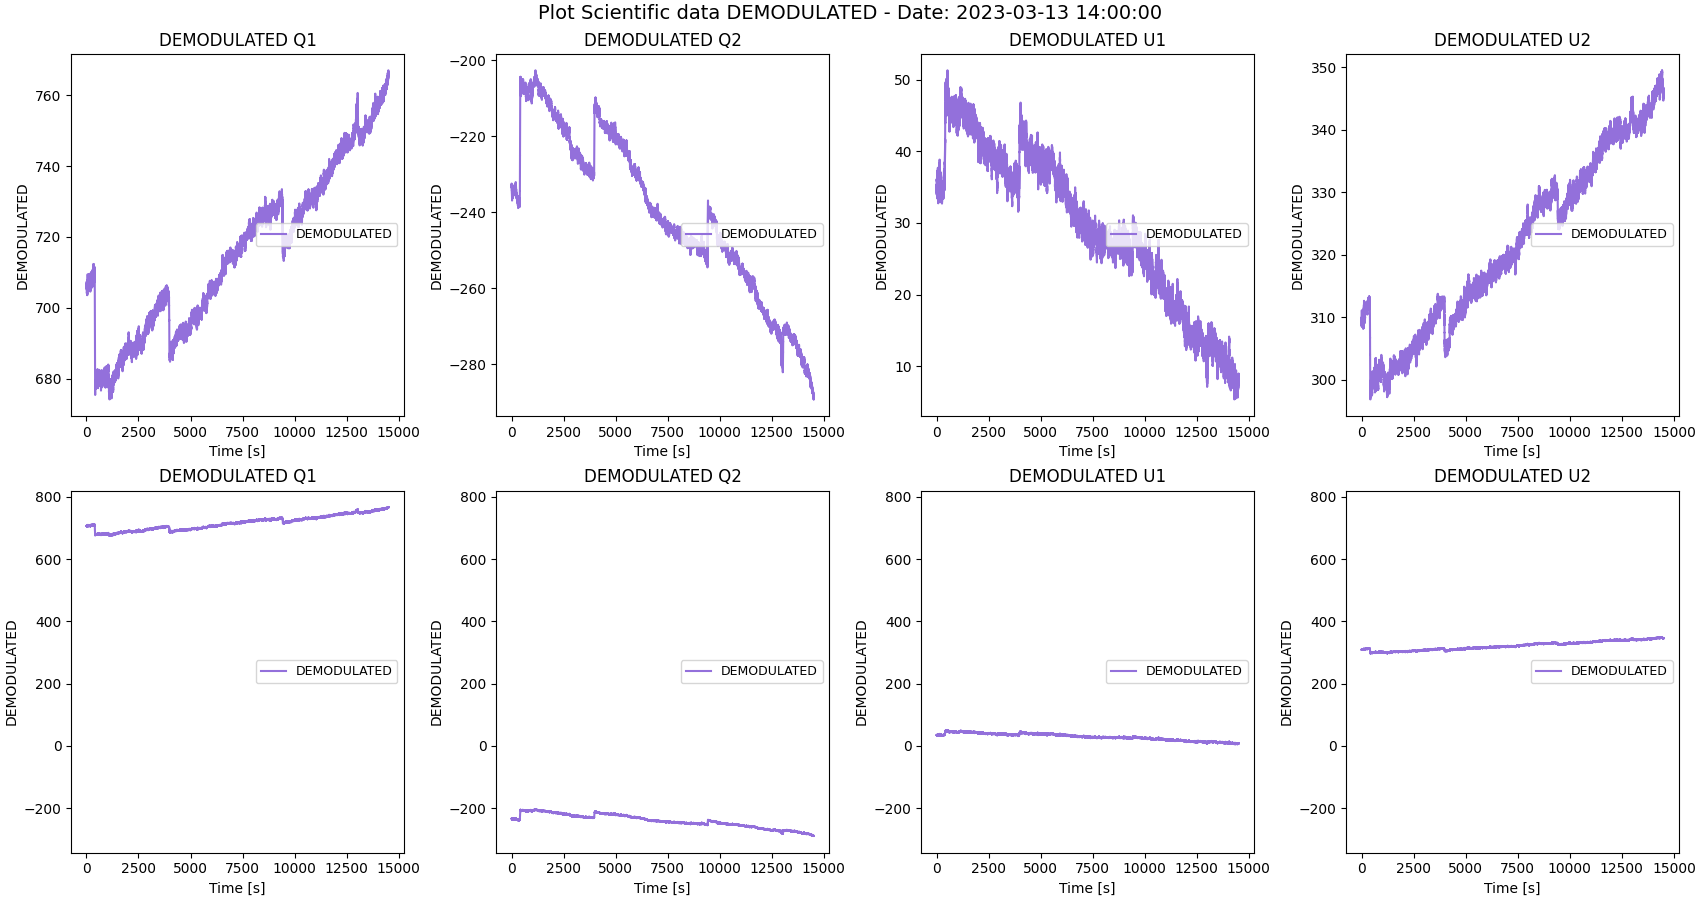 Plot Scientific data DEMODULATED - Date: 2023-03-13 14:00:00
DEMODULATED Q1
DEMODULATED
760
740
720
700
680
DEMODULATED
0 2500 5000 7500 10000 12500 15000
Time [s]
DEMODULATED Q2
DEMODULATED
−200
−220
−240
−260
−280
DEMODULATED
0 2500 5000 7500 10000 12500 15000
Time [s]
DEMODULATED U1
DEMODULATED
50
40
30
20
10
DEMODULATED
0 2500 5000 7500 10000 12500 15000
Time [s]
DEMODULATED U2
DEMODULATED
350
340
330
320
310
300
DEMODULATED
0 2500 5000 7500 10000 12500 15000
Time [s]
DEMODULATED Q1
DEMODULATED
800
600
400
200
0
−200
DEMODULATED
0 2500 5000 7500 10000 12500 15000
Time [s]
DEMODULATED Q2
DEMODULATED
800
600
400
200
0
−200
DEMODULATED
0 2500 5000 7500 10000 12500 15000
Time [s]
DEMODULATED U1
DEMODULATED
800
600
400
200
0
−200
DEMODULATED
0 2500 5000 7500 10000 12500 15000
Time [s]
DEMODULATED U2
DEMODULATED
800
600
400
200
0
−200
DEMODULATED
0 2500 5000 7500 10000 12500 15000
Time [s]